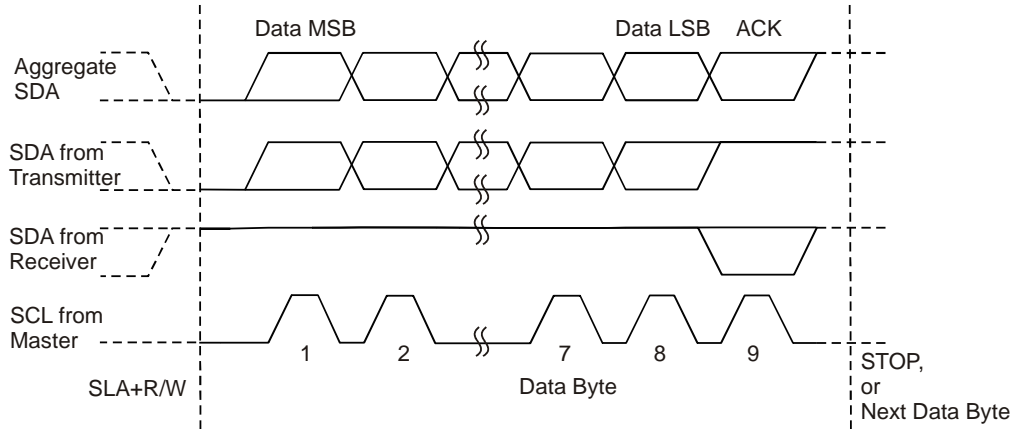 Data MSB
Data LSB
ACK
Aggregate
SDA
SDA from
Transmitter
SDA from
Receiver
SCL from
Master
1
2
7
8
9
SLA+R/W
Data Byte
STOP,
or
Next Data Byte